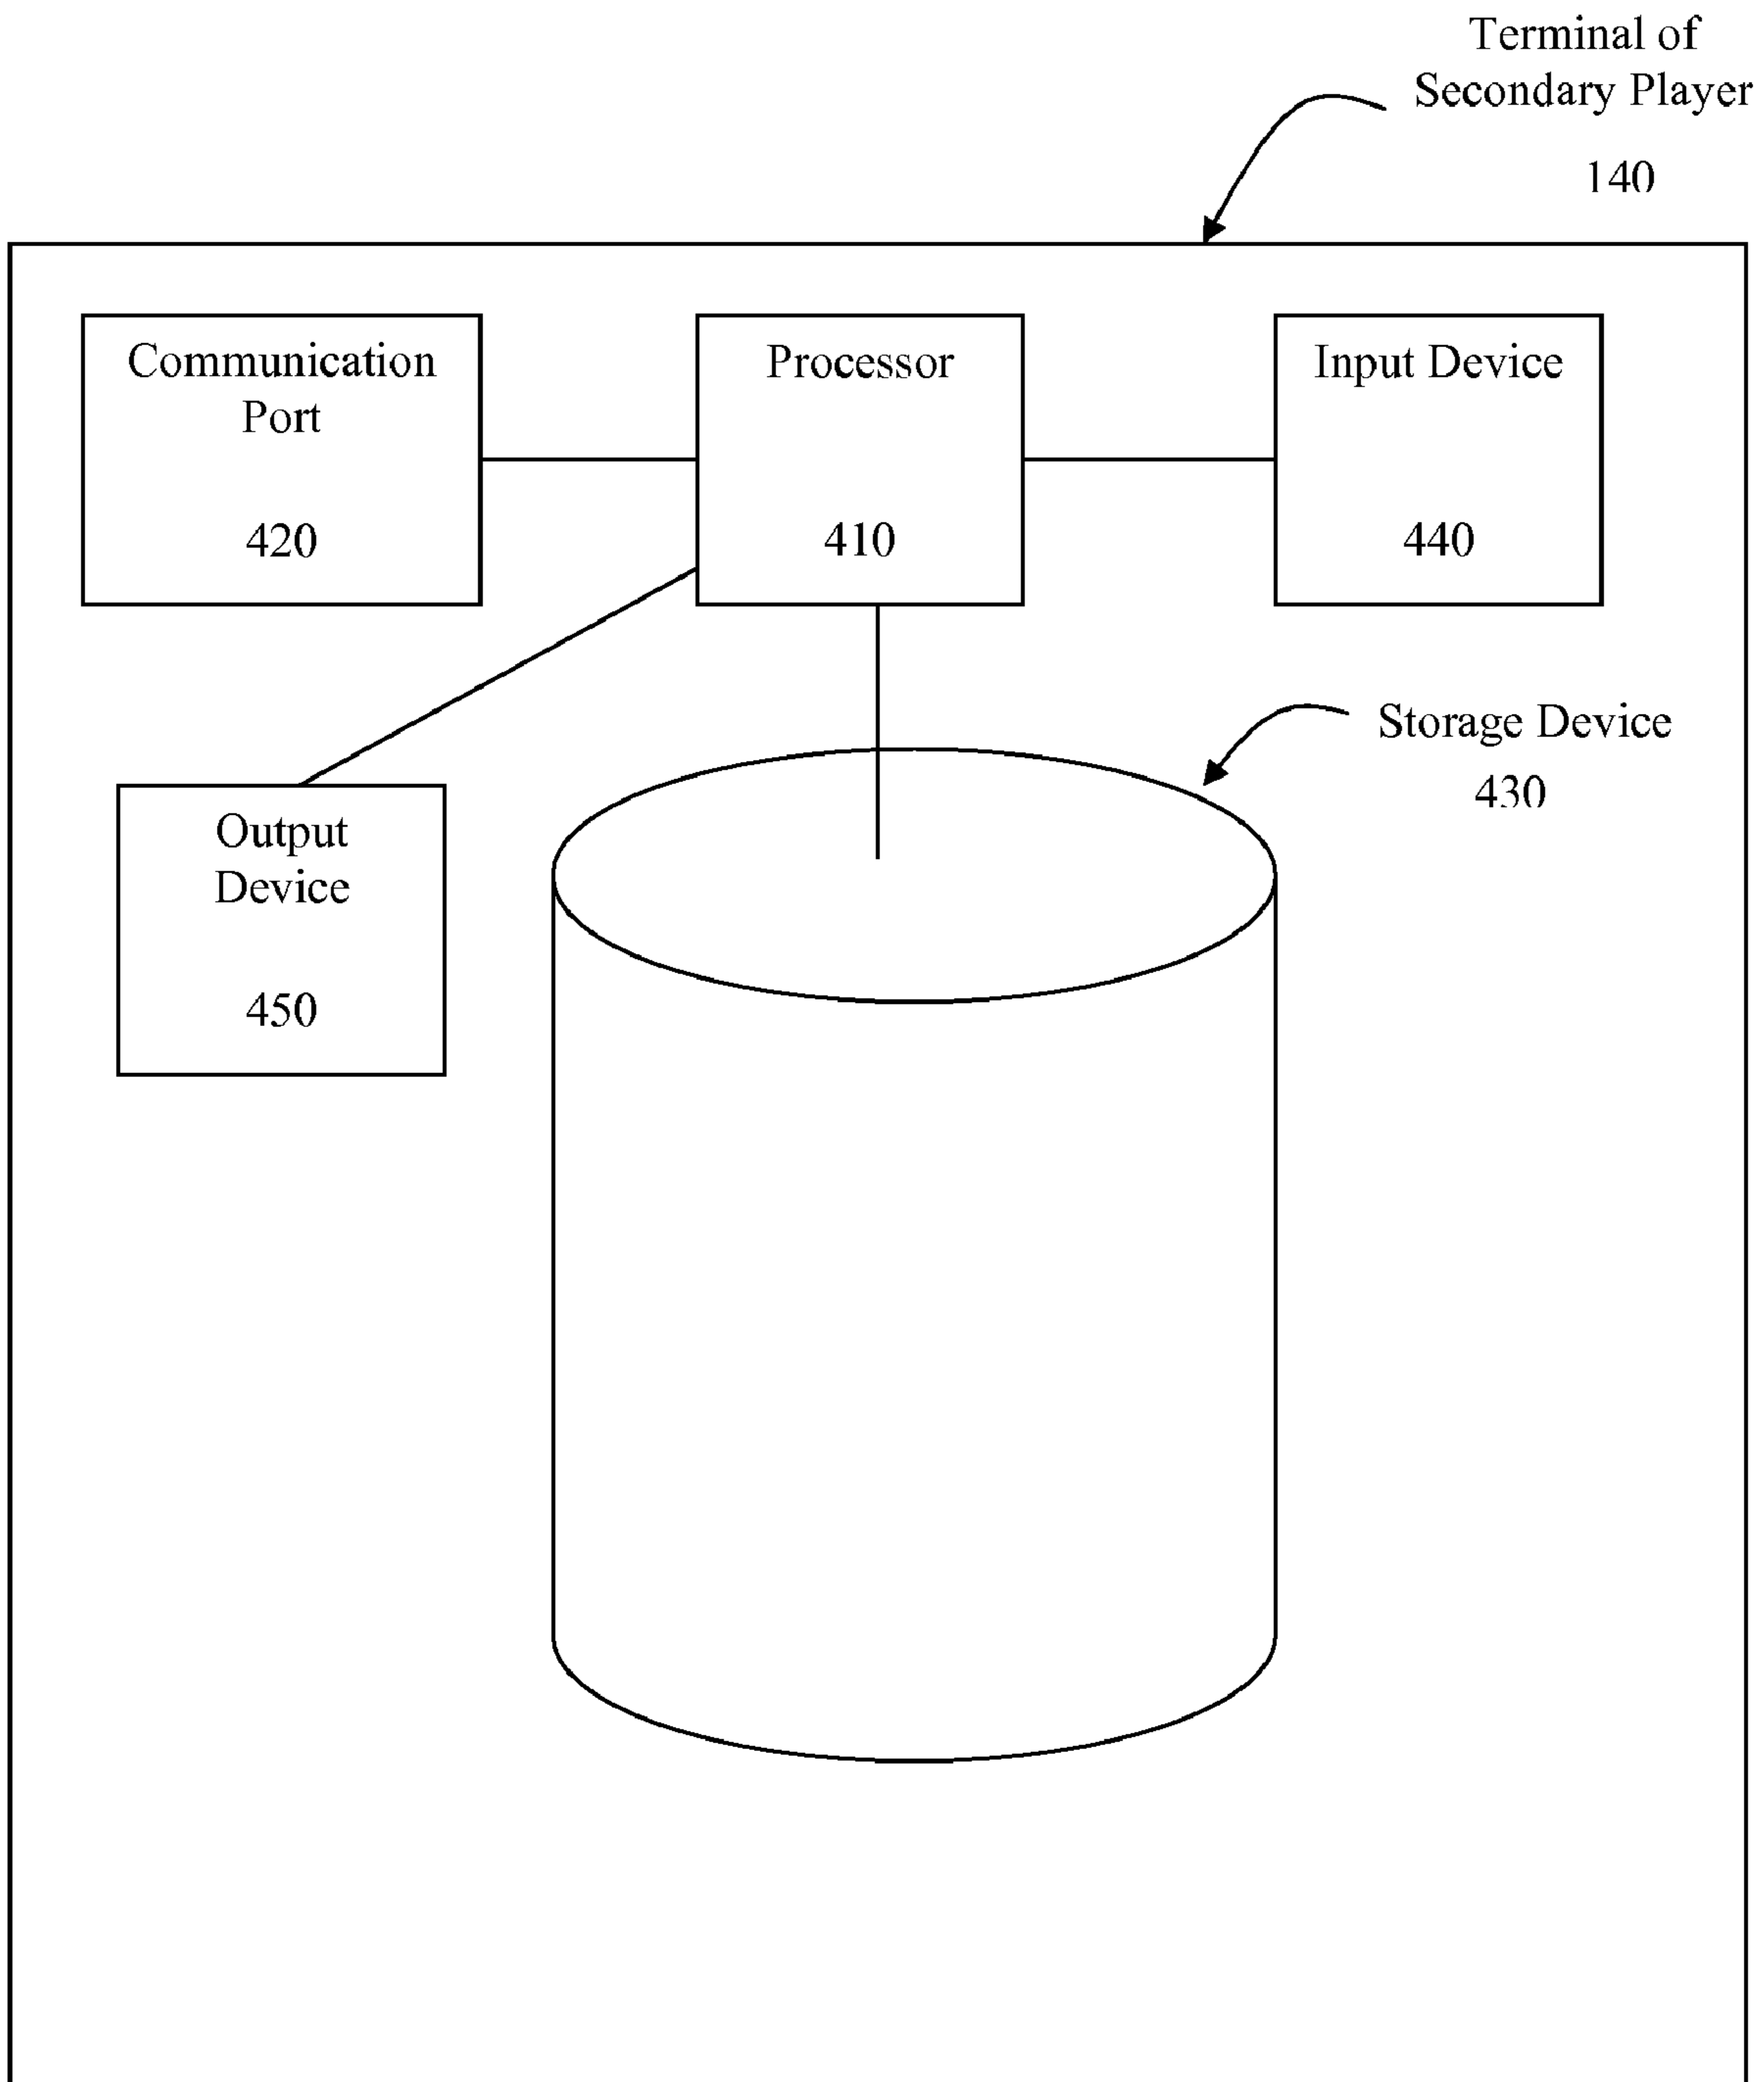 Terminal of
Secondary Player
140
Communication
Port
420
Processor
410
Input Device
440
Storage Device
430
Output
Device
450